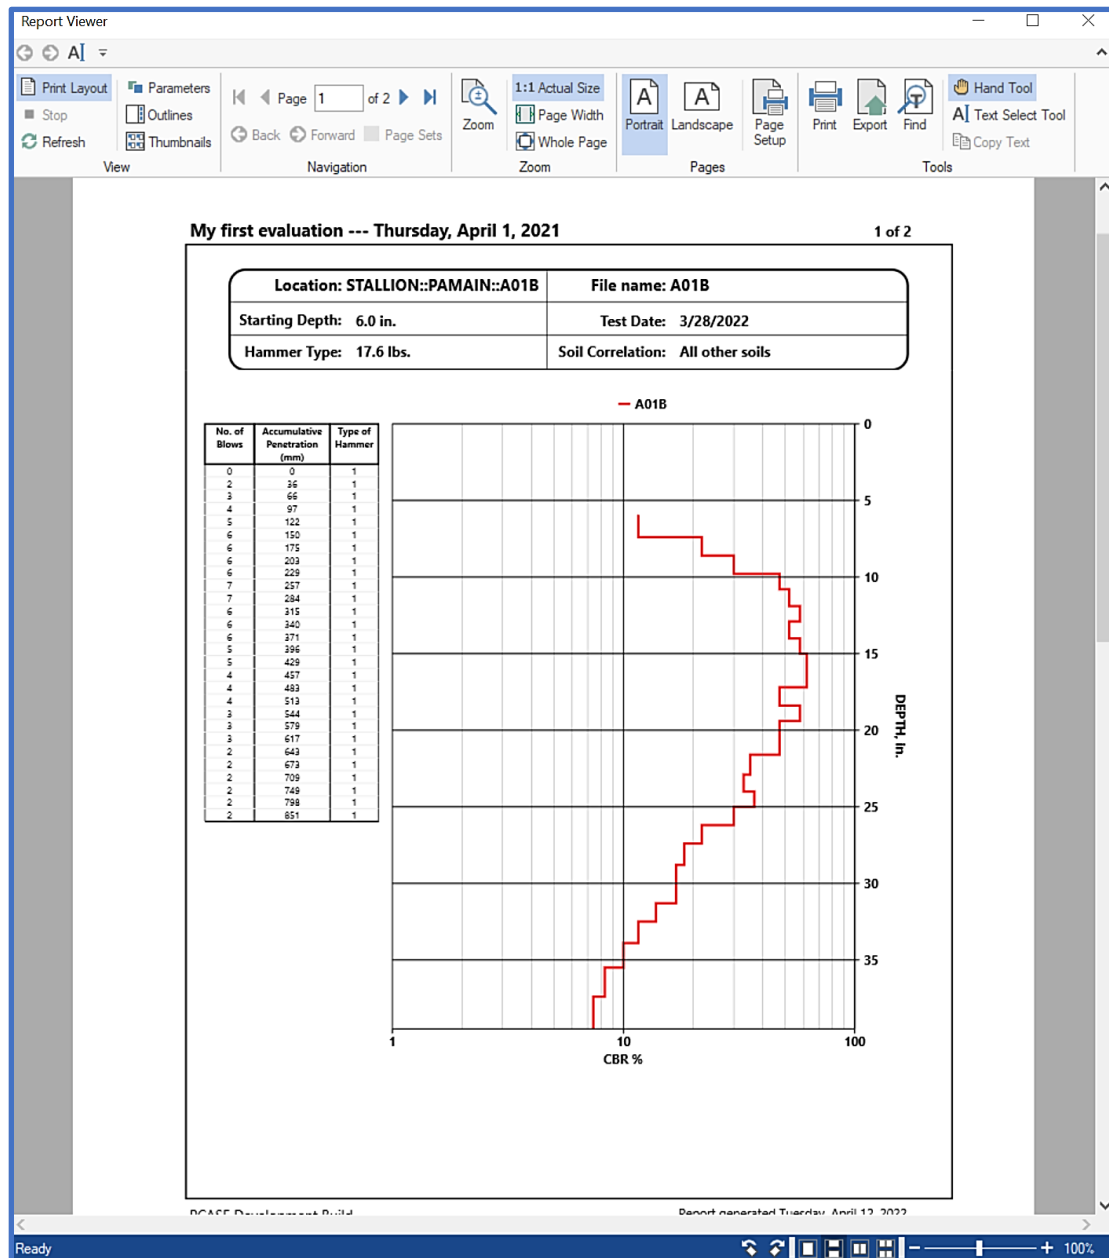 Report Viewer
Print Layout
Stop
Refresh
Parameters
Outlines
Thumbnails
View
Page 1 of 2
Back Forward Page Sets
Navigation
Zoom
1:1 Actual Size
Page Width
Whole Page
Zoom
Portrait
Landscape
Page Setup
Pages
Print
Export
Find
Hand Tool
Text Select Tool
Copy Text
Tools
My first evaluation --- Thursday, April 1, 2021 1 of 2
Location: STALLION::PAMAIN::A01B File name: A01B
Starting Depth: 6.0 in. Test Date: 3/28/2022
Hammer Type: 17.6 lbs. Soil Correlation: All other soils
A01B
No. of Blows Accumulative Penetration (mm) Type of Hammer
0 0 1
2 36 1
3 66 1
4 97 1
5 122 1
6 150 1
6 175 1
6 203 1
6 229 1
7 257 1
7 284 1
6 315 1
6 340 1
6 371 1
5 396 1
5 429 1
4 457 1
4 483 1
4 513 1
3 544 1
3 579 1
3 617 1
2 643 1
2 673 1
2 709 1
2 749 1
2 798 1
2 851 1
0
5
10
15
20
25
30
35
DEPTH, in.
1 10 100
CBR %
PCASE Development Build Report generated Tuesday, April 12, 2022
Ready 100%